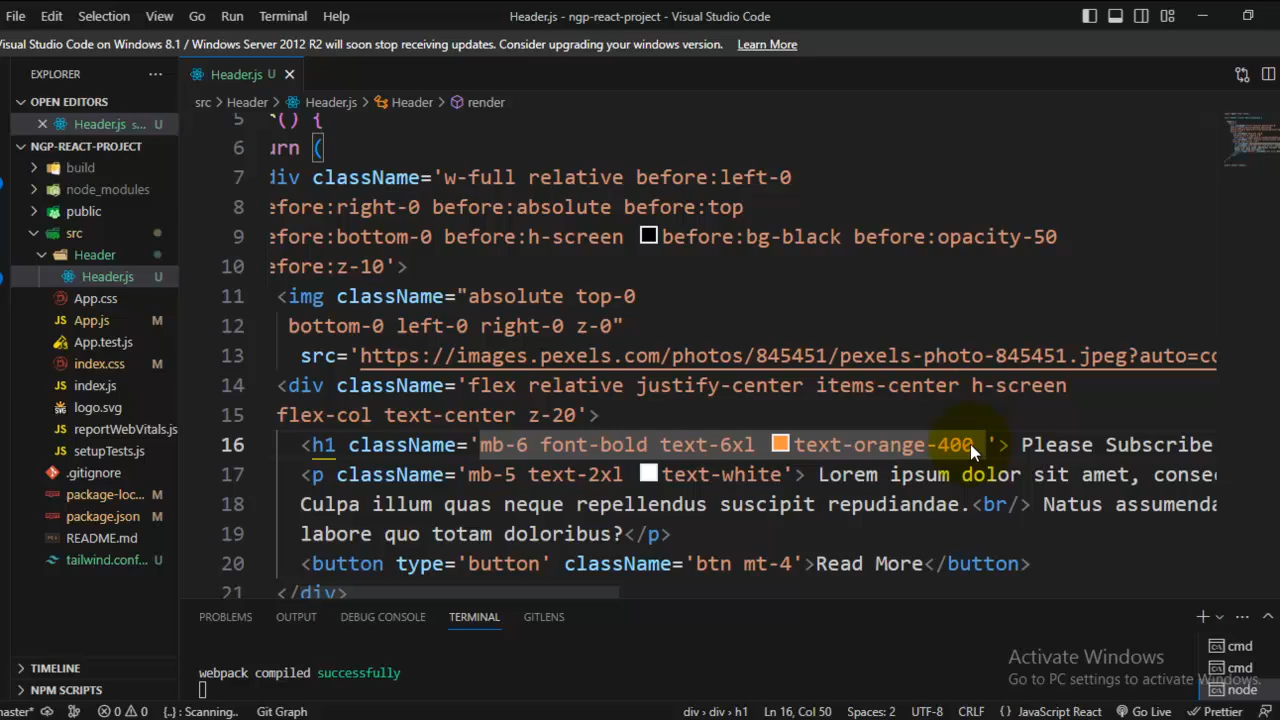 File Edit Selection View Go Run Terminal Help Header.js - ngp-react-project - Visual Studio Code
Visual Studio Code on Windows 8.1 / Windows Server 2012 R2 will soon stop receiving updates. Consider upgrading your windows version. Learn More
EXPLORER ··· Header.js U
OPEN EDITORS
Header.js s... U
src > Header > Header.js > Header > render
NGP-REACT-PROJECT
build
node_modules
public
src
Header
Header.js U
App.css
App.js M
App.test.js
index.css M
index.js
logo.svg
reportWebVitals.js
setupTests.js
.gitignore
package-loc... M
package.json M
README.md
tailwind.conf... U
TIMELINE
NPM SCRIPTS
5 () {
6 urn (
7 div className='w-full relative before:left-0
8 efore:right-0 before:absolute before:top
9 efore:bottom-0 before:h-screen before:bg-black before:opacity-50
10 efore:z-10'>
11 <img className="absolute top-0
12 bottom-0 left-0 right-0 z-0"
13 src='https://images.pexels.com/photos/845451/pexels-photo-845451.jpeg?auto=co
14 <div className='flex relative justify-center items-center h-screen
15 flex-col text-center z-20'>
16 <h1 className='mb-6 font-bold text-6xl text-orange-400 '> Please Subscribe
17 <p className='mb-5 text-2xl text-white'> Lorem ipsum dolor sit amet, conse
18 Culpa illum quas neque repellendus suscipit repudiandae.<br/> Natus assumenda
19 labore quo totam doloribus?</p>
20 <button type='button' className='btn mt-4'>Read More</button>
21 </div>
PROBLEMS OUTPUT DEBUG CONSOLE TERMINAL GITLENS
webpack compiled successfully
cmd
cmd
node
Activate Windows
Go to PC settings to activate Windows.
master* 0 0 {..}: Scanning.. Git Graph div > div > h1 Ln 16, Col 50 Spaces: 2 UTF-8 CRLF {} JavaScript React Go Live Prettier